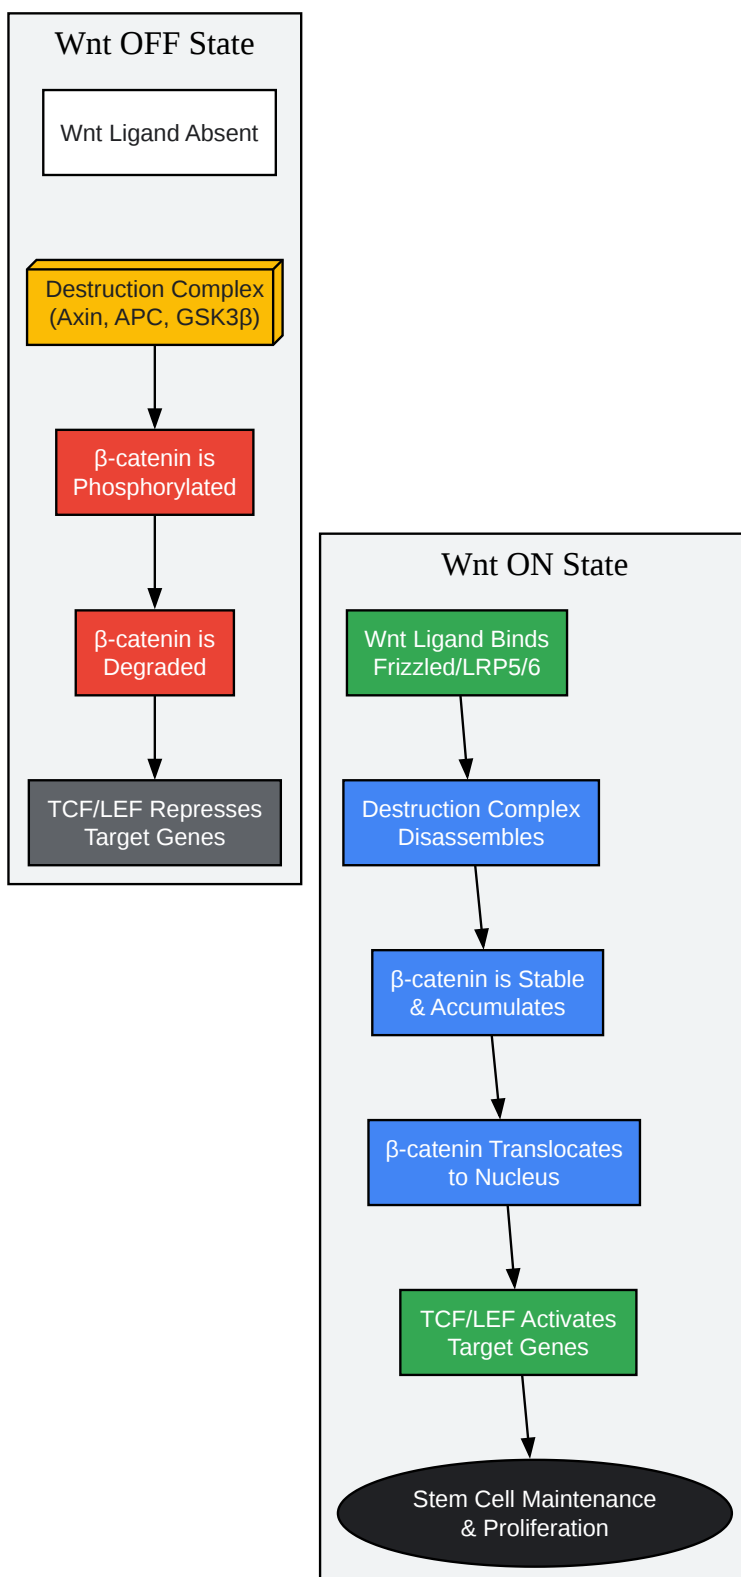 Wnt OFF State
Wnt Ligand Absent
Destruction Complex
(Axin, APC, GSK3β)
β-catenin is
Phosphorylated
β-catenin is
Degraded
TCF/LEF Represses
Target Genes
Wnt ON State
Wnt Ligand Binds
Frizzled/LRP5/6
Destruction Complex
Disassembles
β-catenin is Stable
& Accumulates
β-catenin Translocates
to Nucleus
TCF/LEF Activates
Target Genes
Stem Cell Maintenance
& Proliferation